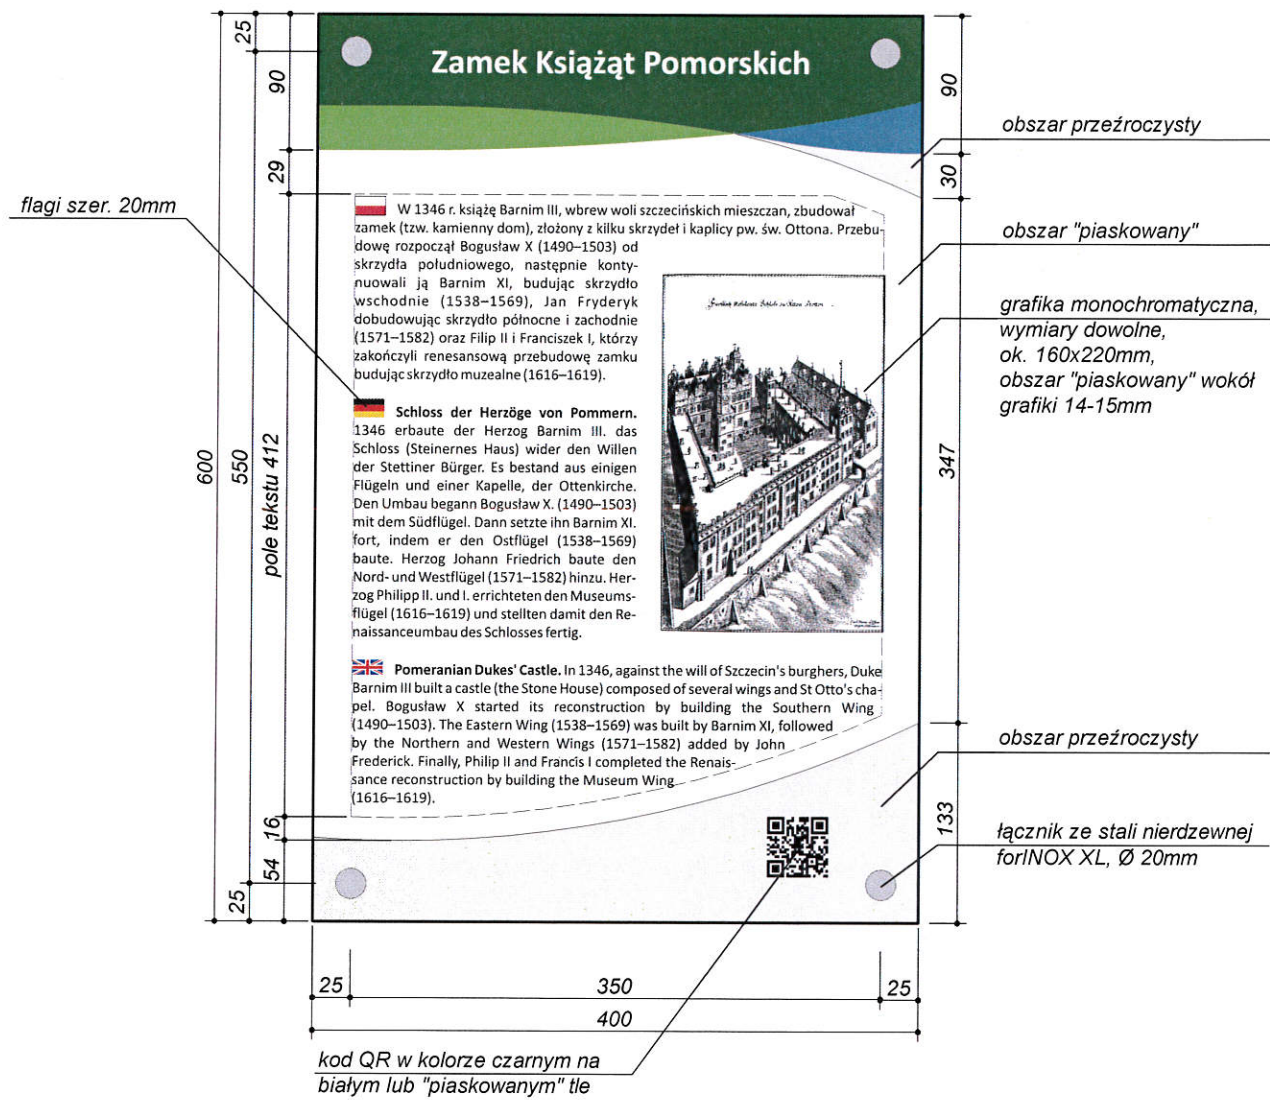 Zamek Książąt Pomorskich
W 1346 r. książę Barnim III, wbrew woli szczecińskich mieszczan, zbudował
zamek (tzw. kamienny dom), złożony z kilku skrzydeł i kaplicy pw. św. Ottona. Przebu-
dowę rozpoczął Bogusław X (1490–1503) od
skrzydła południowego, następnie konty-
nuowali ją Barnim XI, budując skrzydło
wschodnie (1538–1569), Jan Fryderyk
dobudowując skrzydło północne i zachodnie
(1571–1582) oraz Filip II i Franciszek I, którzy
zakończyli renesansową przebudowę zamku
budując skrzydło muzealne (1616–1619).
Schloss der Herzöge von Pommern.
1346 erbaute der Herzog Barnim III. das
Schloss (Steinernes Haus) wider den Willen
der Stettiner Bürger. Es bestand aus einigen
Flügeln und einer Kapelle, der Ottenkirche.
Den Umbau begann Bogusław X. (1490–1503)
mit dem Südflügel. Dann setzte ihn Barnim XI.
fort, indem er den Ostflügel (1538–1569)
baute. Herzog Johann Friedrich baute den
Nord- und Westflügel (1571–1582) hinzu. Her-
zog Philipp II. und I. errichteten den Museums-
flügel (1616–1619) und stellten damit den Re-
naissanceumbau des Schlosses fertig.
Pomeranian Dukes' Castle. In 1346, against the will of Szczecin's burghers, Duke
Barnim III built a castle (the Stone House) composed of several wings and St Otto's cha-
pel. Bogusław X started its reconstruction by building the Southern Wing
(1490–1503). The Eastern Wing (1538–1569) was built by Barnim XI, followed
by the Northern and Western Wings (1571–1582) added by John
Frederick. Finally, Philip II and Francis I completed the Renais-
sance reconstruction by building the Museum Wing
(1616–1619).
flagi szer. 20mm
600
25
550
25
90
29
pole tekstu 412
16
54
90
30
347
133
obszar przeźroczysty
obszar "piaskowany"
grafika monochromatyczna,
wymiary dowolne,
ok. 160x220mm,
obszar "piaskowany" wokół
grafiki 14-15mm
obszar przeźroczysty
łącznik ze stali nierdzewnej
forINOX XL, Ø 20mm
25
350
25
400
kod QR w kolorze czarnym na
białym lub "piaskowanym" tle